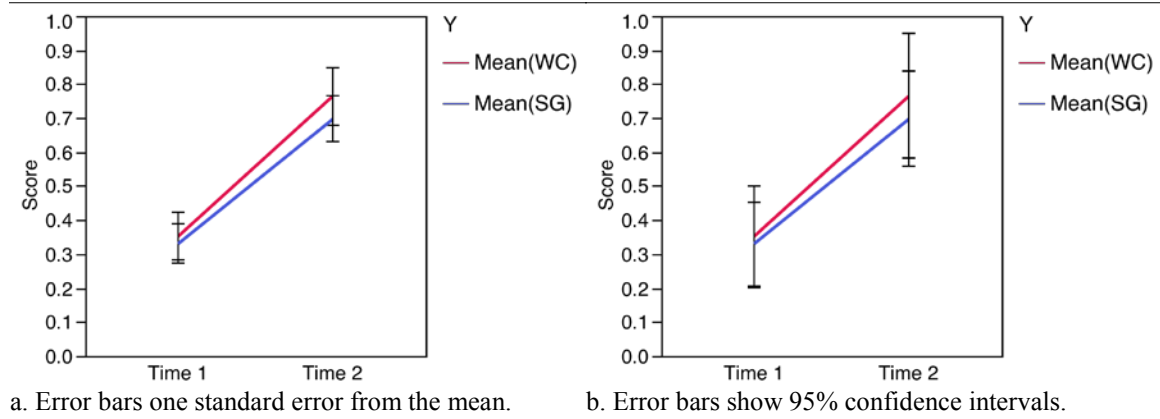 1.0
0.9
0.8
0.7
0.6
0.5
0.4
0.3
0.2
0.1
0.0
Score
Time 1 Time 2
Y
Mean(WC)
Mean(SG)
a. Error bars one standard error from the mean.
1.0
0.9
0.8
0.7
0.6
0.5
0.4
0.3
0.2
0.1
0.0
Score
Time 1 Time 2
Y
Mean(WC)
Mean(SG)
b. Error bars show 95% confidence intervals.